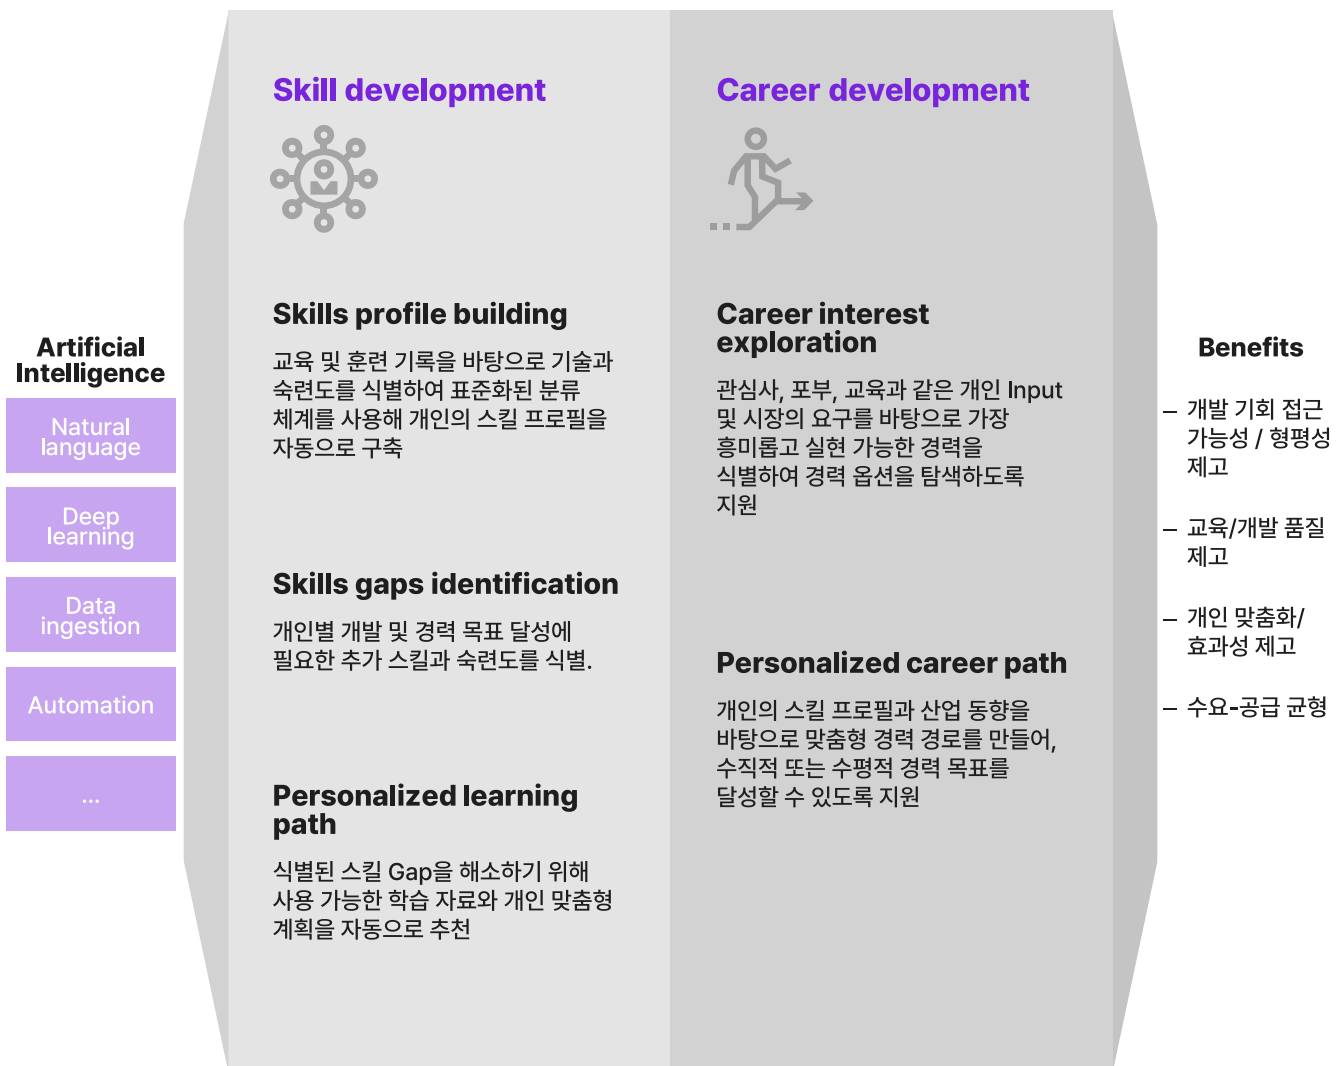 Artificial
Intelligence
Natural
language
Deep
learning
Data
ingestion
Automation
...
Skill development
Skills profile building
교육 및 훈련 기록을 바탕으로 기술과
숙련도를 식별하여 표준화된 분류
체계를 사용해 개인의 스킬 프로필을
자동으로 구축
Skills gaps identification
개인별 개발 및 경력 목표 달성에
필요한 추가 스킬과 숙련도를 식별.
Personalized learning
path
식별된 스킬 Gap을 해소하기 위해
사용 가능한 학습 자료와 개인 맞춤형
계획을 자동으로 추천
Career development
Career interest
exploration
관심사, 포부, 교육과 같은 개인 Input
및 시장의 요구를 바탕으로 가장
흥미롭고 실현 가능한 경력을
식별하여 경력 옵션을 탐색하도록
지원
Personalized career path
개인의 스킬 프로필과 산업 동향을
바탕으로 맞춤형 경력 경로를 만들어,
수직적 또는 수평적 경력 목표를
달성할 수 있도록 지원
Benefits
– 개발 기회 접근
가능성 / 형평성
제고
– 교육/개발 품질
제고
– 개인 맞춤화/
효과성 제고
– 수요-공급 균형